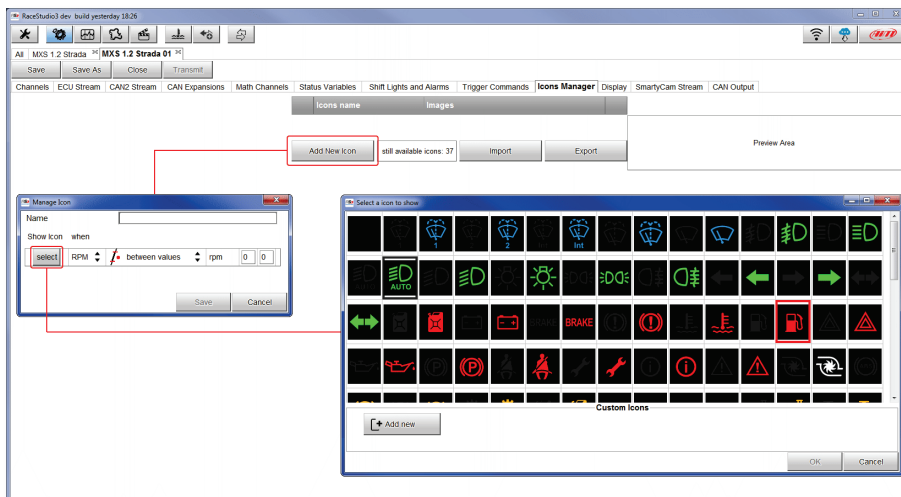 RaceStudio3 dev build yesterday 18:26
AiM
All MXS 1.2 Strada MXS 1.2 Strada 01
Save Save As Close Transmit
Channels ECU Stream CAN2 Stream CAN Expansions Math Channels Status Variables Shift Lights and Alarms Trigger Commands Icons Manager Display SmartyCam Stream CAN Output
Icons name Images
Add New Icon still available icons: 37 Import Export Preview Area
Manage Icon
Name
Show Icon when
select RPM between values rpm 0 0
Save Cancel
Select a icon to show
1 2 Int
AUTO
BRAKE BRAKE
P P
Custom Icons
Add new
OK Cancel